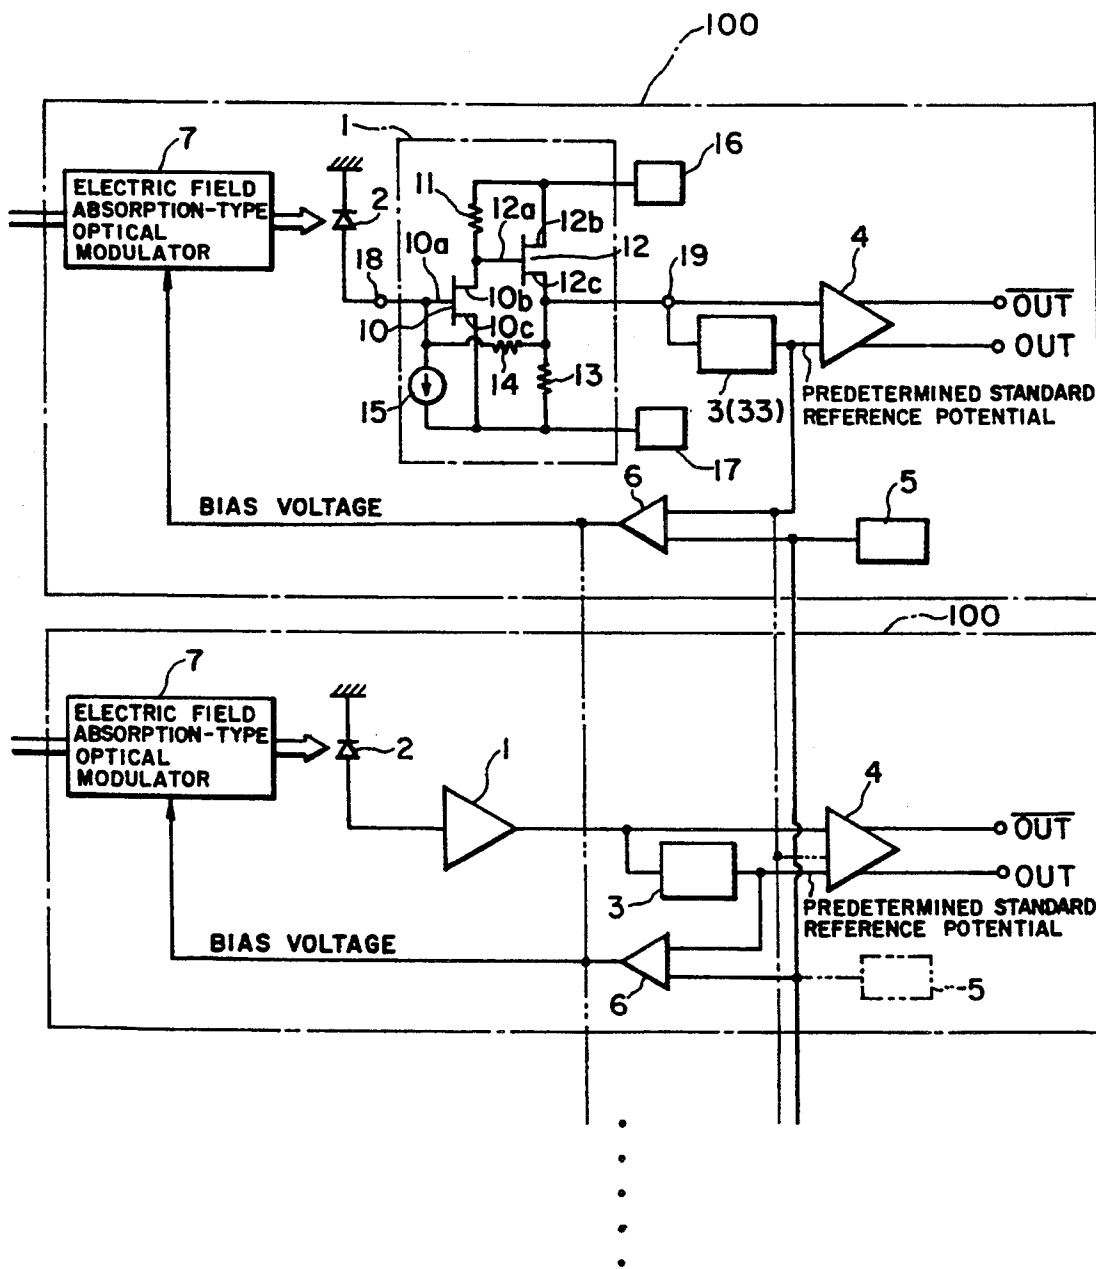 100
7
1
16
ELECTRIC FIELD
ABSORPTION-TYPE
OPTICAL
MODULATOR
2
11
12a
12b
12
4
18
10a
19
10b
12c
OUT
10
10c
OUT
14
13
15
3(33)
PREDETERMINED STANDARD
REFERENCE POTENTIAL
17
6
5
BIAS VOLTAGE
100
7
ELECTRIC FIELD
ABSORPTION-TYPE
OPTICAL
MODULATOR
2
1
4
OUT
OUT
3
PREDETERMINED STANDARD
REFERENCE POTENTIAL
BIAS VOLTAGE
6
5